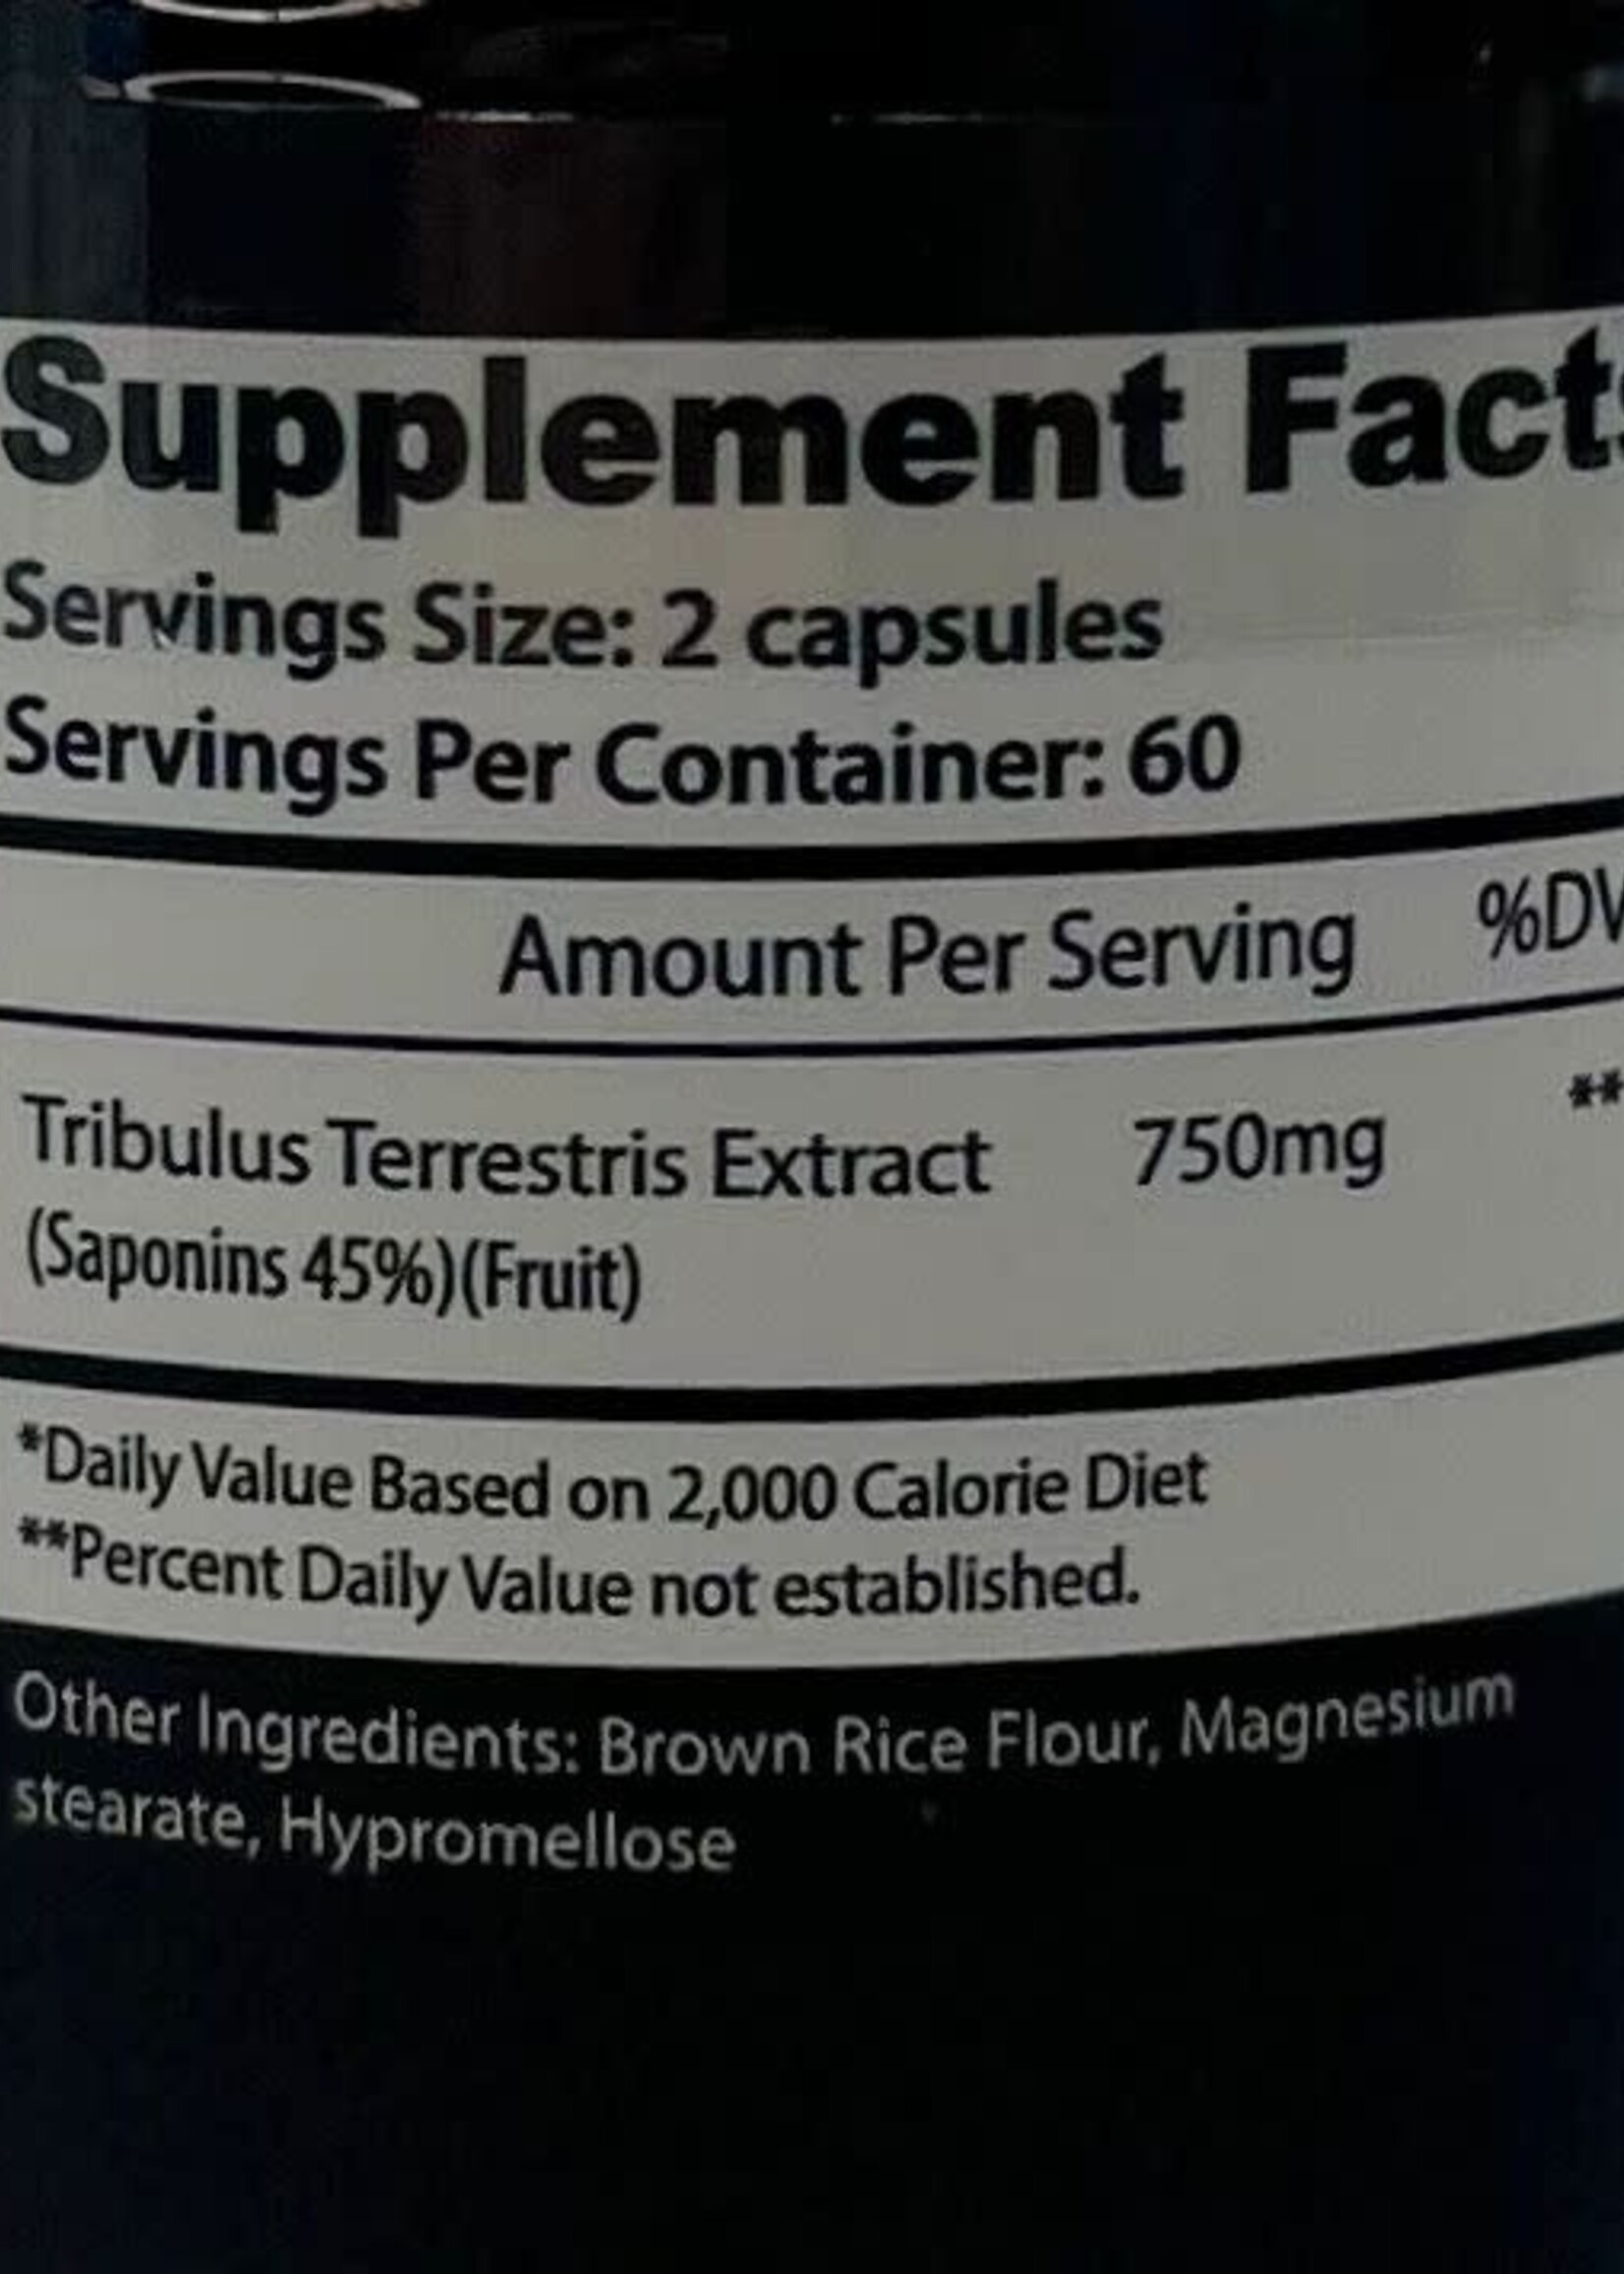 Supplement Facts
Servings Size: 2 capsules
Servings Per Container: 60
Amount Per Serving %DV
Tribulus Terrestris Extract 750mg **
(Saponins 45%)(Fruit)
*Daily Value Based on 2,000 Calorie Diet
**Percent Daily Value not established.
Other Ingredients: Brown Rice Flour, Magnesium
stearate, Hypromellose